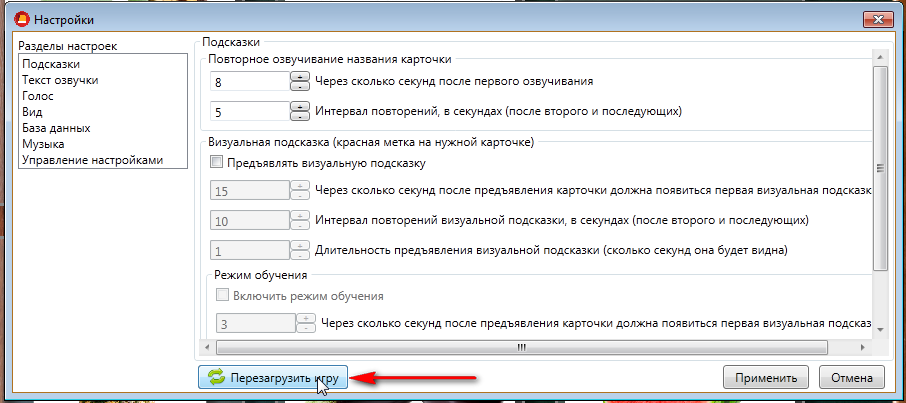 Настройки
Разделы настроек
Подсказки
Текст озвучки
Голос
Вид
База данных
Музыка
Управление настройками
Подсказки
Повторное озвучивание названия карточки
8 Через сколько секунд после первого озвучивания
5 Интервал повторений, в секундах (после второго и последующих)
Визуальная подсказка (красная метка на нужной карточке)
Предъявлять визуальную подсказку
15 Через сколько секунд после предъявления карточки должна появиться первая визуальная подсказк
10 Интервал повторений визуальной подсказки, в секундах (после второго и последующих)
1 Длительность предъявления визуальной подсказки (сколько секунд она будет видна)
Режим обучения
Включить режим обучения
3 Через сколько секунд после предъявления карточки должна появиться первая визуальная подсказ
Перезагрузить игру
Применить
Отмена